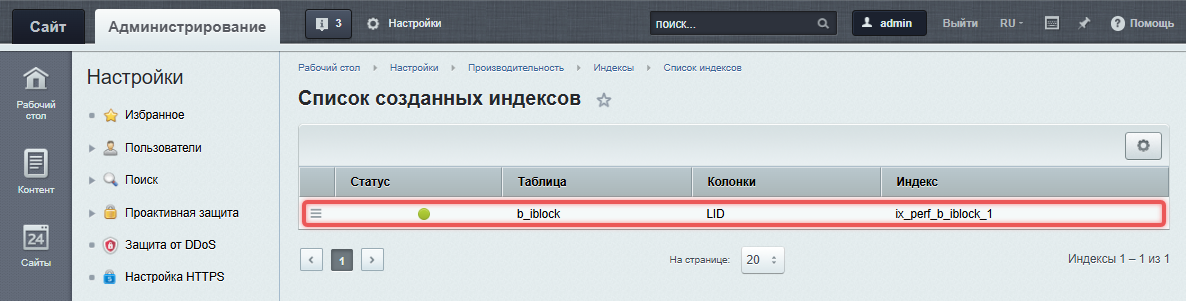 Сайт Администрирование 3 Настройки поиск... admin Выйти RU Помощь
Рабочий стол
Контент
24
Сайты
Настройки
Избранное
Пользователи
Поиск
Проактивная защита
Защита от DDoS
Настройка HTTPS
Рабочий стол Настройки Производительность Индексы Список индексов
Список созданных индексов
Статус Таблица Колонки Индекс
b_iblock LID ix_perf_b_iblock_1
1 На странице: 20 Индексы 1 – 1 из 1